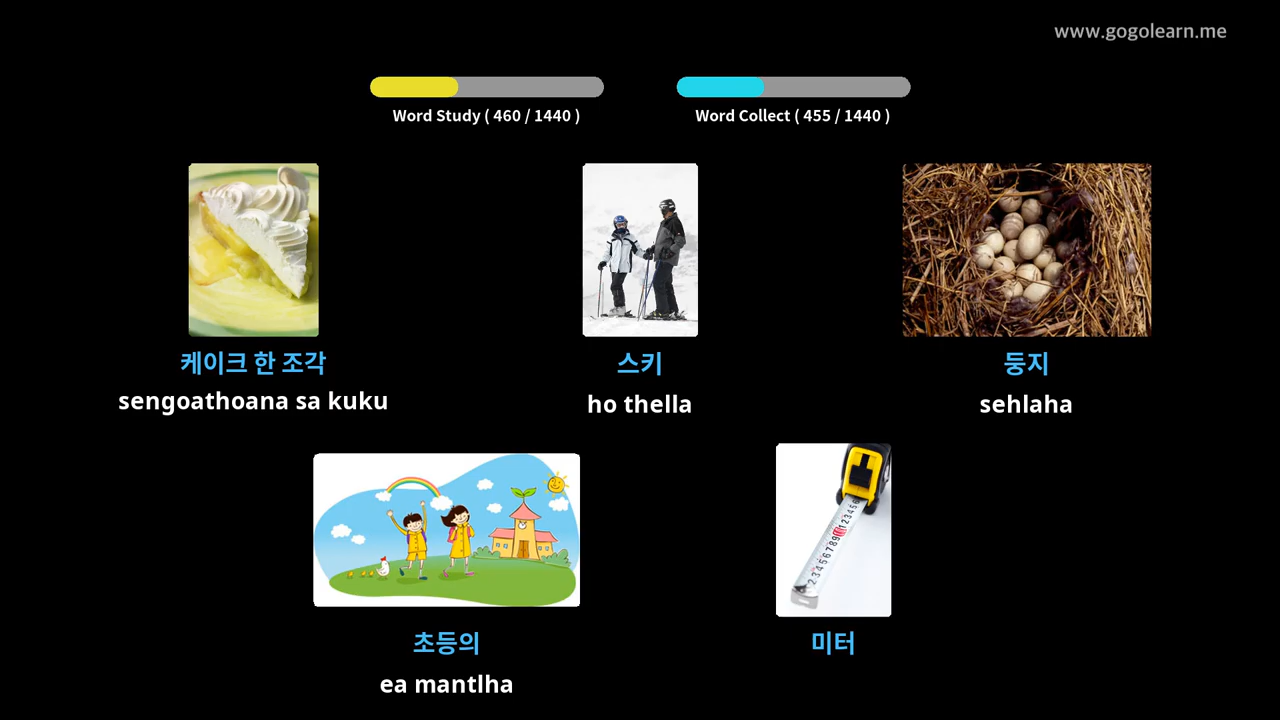 www.gogolearn.me
Word Study ( 460 / 1440 )
Word Collect ( 455 / 1440 )
케이크 한 조각
스키
둥지
sengoathoana sa kuku
ho thella
sehlaha
초등의
미터
ea mantlha